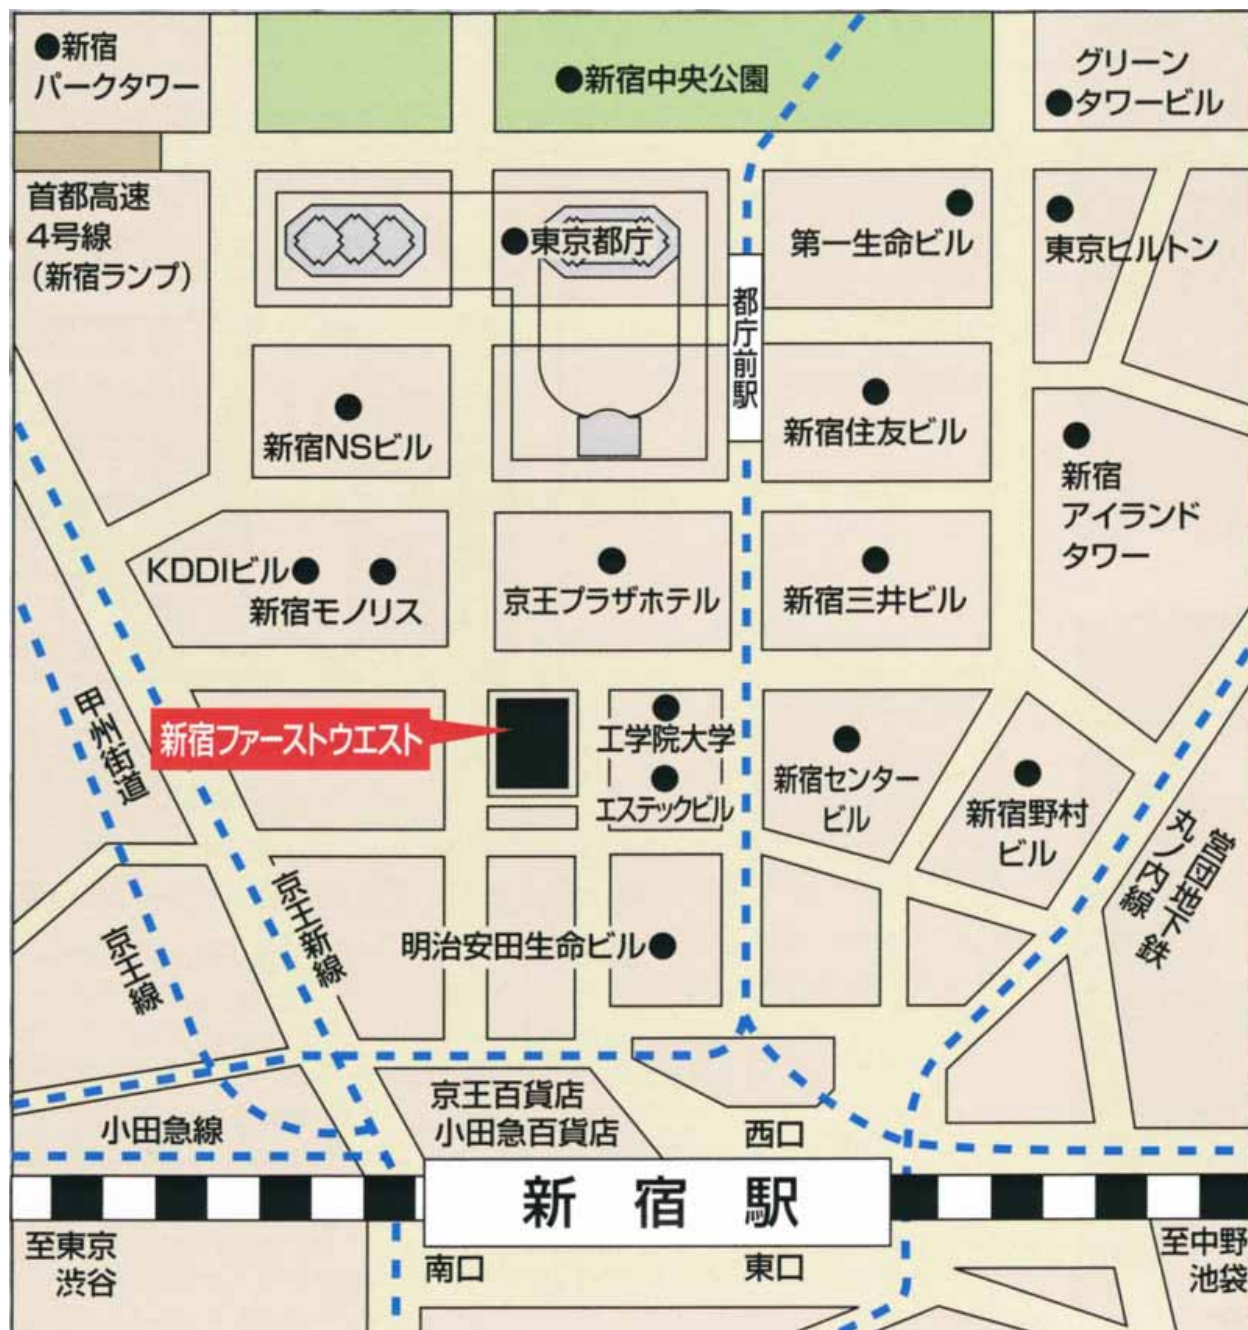 ●新宿
パークタワー
●新宿中央公園
グリーン
●タワービル
首都高速
4号線
(新宿ランプ)
●東京都庁
第一生命ビル
東京ヒルトン
都庁前駅
新宿NSビル
新宿住友ビル
新宿
アイランド
タワー
KDDIビル●
新宿モノリス
京王プラザホテル
新宿三井ビル
甲州街道
新宿ファーストウエスト
工学院大学
エステックビル
新宿センター
ビル
新宿野村
ビル
営団地下鉄
丸ノ内線
京王新線
京王線
明治安田生命ビル●
京王百貨店
小田急百貨店
小田急線
西口
新宿駅
至東京
渋谷
南口
東口
至中野
池袋